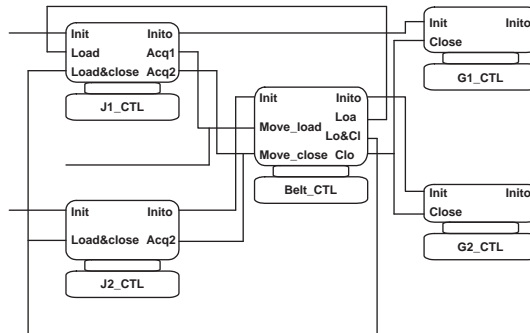 Init Inito
Load Acq1
Load&close Acq2
J1_CTL
Init Inito
Close
G1_CTL
Init Inito
Loa
Move_load Lo&Cl
Move_close Clo
Belt_CTL
Init Inito
Load&close Acq2
J2_CTL
Init Inito
Close
G2_CTL